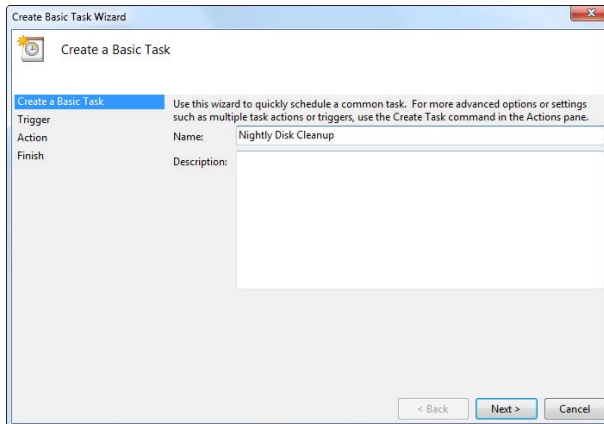 Create Basic Task Wizard
Create a Basic Task
Create a Basic Task
Trigger
Action
Finish
Use this wizard to quickly schedule a common task.  For more advanced options or settings
such as multiple task actions or triggers, use the Create Task command in the Actions pane.
Name:
Nightly Disk Cleanup
Description:
< Back
Next >
Cancel